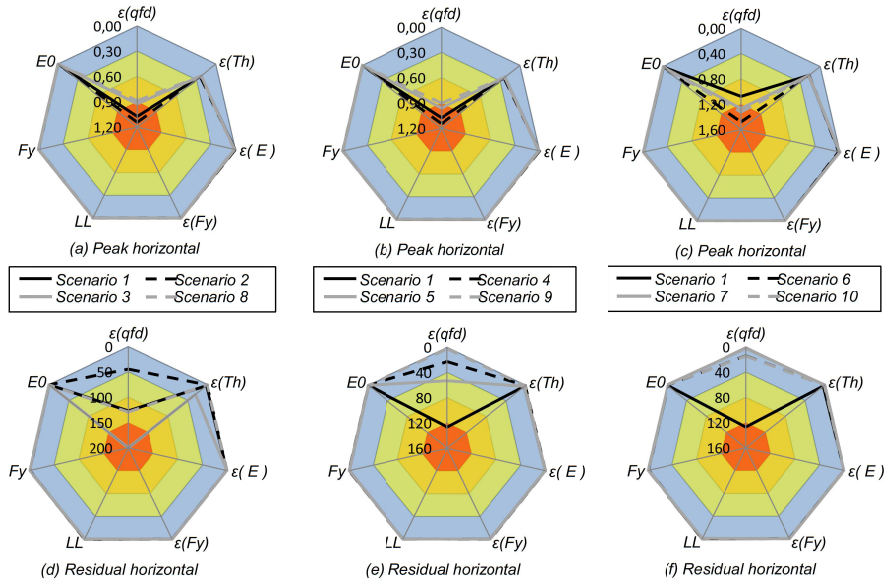 ε(qfd)
0,00
0,30
0,60
0,90
1,20
ε(Th)
ε( E )
ε(Fy)
LL
Fy
E0
(a) Peak horizontal
ε(qfd)
0,00
0,30
0,60
0,90
1,20
ε(Th)
ε( E )
ε(Fy)
LL
Fy
E0
(b) Peak horizontal
ε(qfd)
0,00
0,40
0,80
1,20
1,60
ε(Th)
ε( E )
ε(Fy)
LL
Fy
E0
(c) Peak horizontal
Scenario 1 Scenario 2
Scenario 3 Scenario 8
Scenario 1 Scenario 4
Scenario 5 Scenario 9
Scenario 1 Scenario 6
Scenario 7 Scenario 10
ε(qfd)
0
50
100
150
200
ε(Th)
ε( E )
ε(Fy)
LL
Fy
E0
(d) Residual horizontal
ε(qfd)
0
40
80
120
160
ε(Th)
ε( E )
ε(Fy)
LL
Fy
E0
(e) Residual horizontal
ε(qfd)
0
40
80
120
160
ε(Th)
ε( E )
ε(Fy)
LL
Fy
E0
(f) Residual horizontal